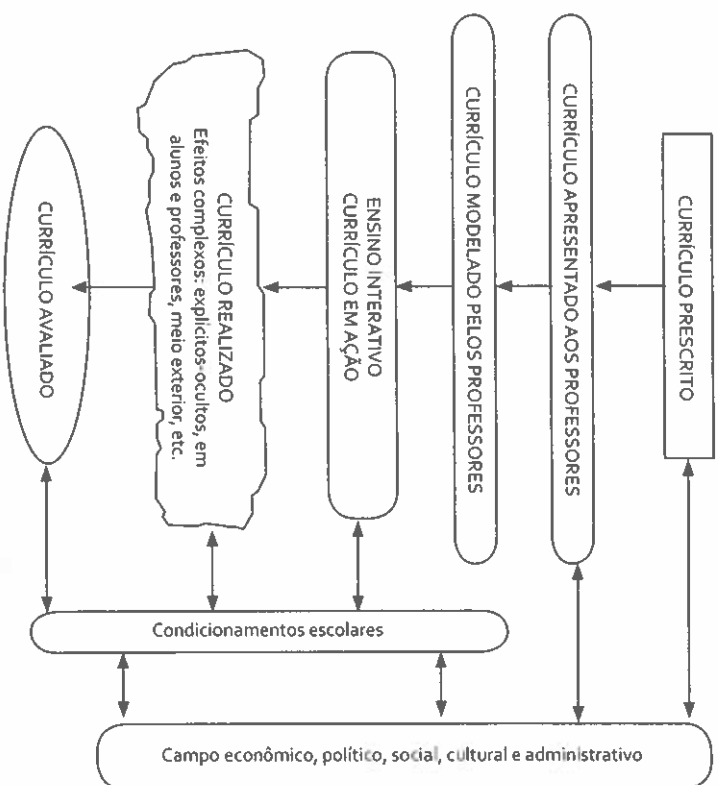 CURRÍCULO PRESCRITO
CURRÍCULO APRESENTADO AOS PROFESSORES
CURRÍCULO MODELADO PELOS PROFESSORES
ENSINO INTERATIVO
CURRÍCULO EM AÇÃO
CURRÍCULO REALIZADO
Efeitos complexos: explícitos-ocultos, em
alunos e professores, meio exterior, etc.
CURRÍCULO AVALIADO
Condicionamentos escolares
Campo econômico, político, social, cultural e administrativo